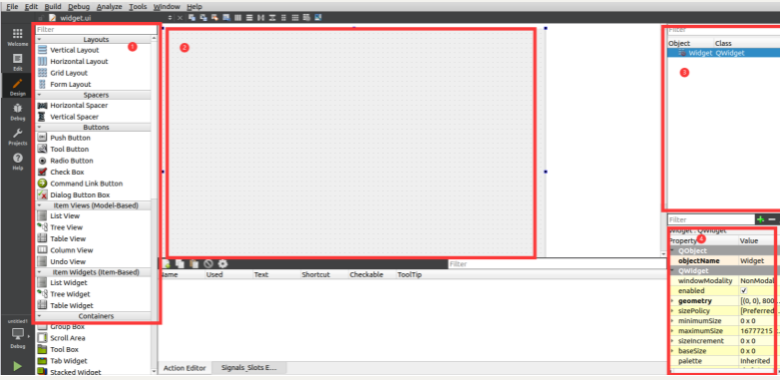 File Edit Build Debug Analyze Tools Window Help
widget.ui
Welcome
Edit
Design
Debug
Projects
Help
untitled1
Debug
Filter
Layouts
1
Vertical Layout
Horizontal Layout
Grid Layout
Form Layout
Spacers
Horizontal Spacer
Vertical Spacer
Buttons
Push Button
Tool Button
Radio Button
Check Box
Command Link Button
Dialog Button Box
Item Views (Model-Based)
List View
Tree View
Table View
Column View
Undo View
Item Widgets (Item-Based)
List Widget
Tree Widget
Table Widget
Containers
Group Box
Scroll Area
Tool Box
Tab Widget
Stacked Widget
2
Filter
Name Used Text Shortcut Checkable ToolTip
Action Editor Signals_Slots E...
Filter
Object Class
Widget QWidget
3
Filter
Widget : QWidget
Property 4 Value
QObject
objectName Widget
QWidget
windowModality NonModal...
enabled
geometry [(0, 0), 800...
sizePolicy [Preferred...
minimumSize 0 x 0
maximumSize 16777215...
sizeIncrement 0 x 0
baseSize 0 x 0
palette Inherited